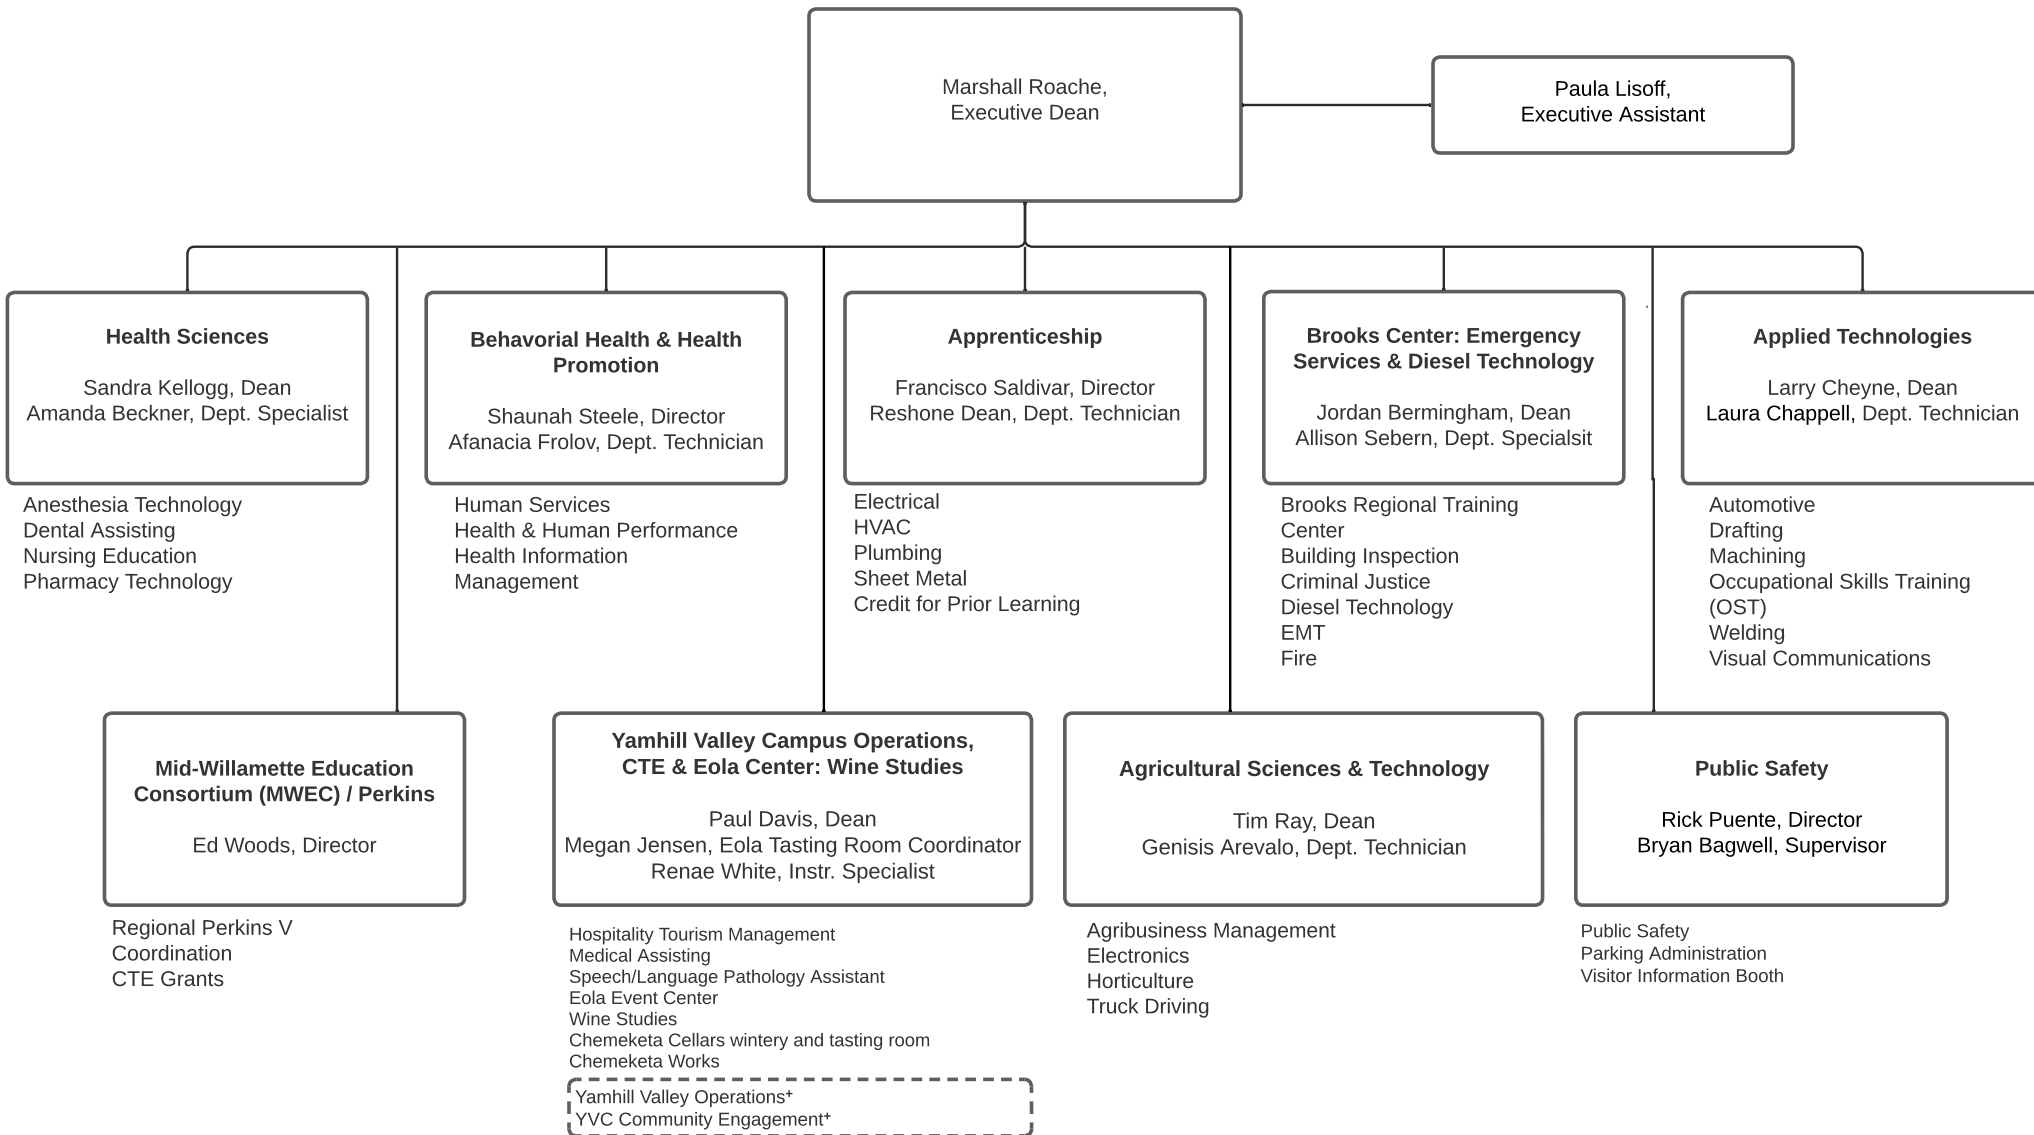 Marshall Roache,
Executive Dean
Paula Lisoff,
Executive Assistant
Health Sciences
Sandra Kellogg, Dean
Amanda Beckner, Dept. Specialist
Anesthesia Technology
Dental Assisting
Nursing Education
Pharmacy Technology
Behavorial Health & Health
Promotion
Shaunah Steele, Director
Afanacia Frolov, Dept. Technician
Human Services
Health & Human Performance
Health Information
Management
Apprenticeship
Francisco Saldivar, Director
Reshone Dean, Dept. Technician
Electrical
HVAC
Plumbing
Sheet Metal
Credit for Prior Learning
Brooks Center: Emergency
Services & Diesel Technology
Jordan Bermingham, Dean
Allison Sebern, Dept. Specialsit
Brooks Regional Training
Center
Building Inspection
Criminal Justice
Diesel Technology
EMT
Fire
Applied Technologies
Larry Cheyne, Dean
Laura Chappell, Dept. Technician
Automotive
Drafting
Machining
Occupational Skills Training
(OST)
Welding
Visual Communications
Mid-Willamette Education
Consortium (MWEC) / Perkins
Ed Woods, Director
Regional Perkins V
Coordination
CTE Grants
Yamhill Valley Campus Operations,
CTE & Eola Center: Wine Studies
Paul Davis, Dean
Megan Jensen, Eola Tasting Room Coordinator
Renae White, Instr. Specialist
Hospitality Tourism Management
Medical Assisting
Speech/Language Pathology Assistant
Eola Event Center
Wine Studies
Chemeketa Cellars wintery and tasting room
Chemeketa Works
Yamhill Valley Operations⁺
YVC Community Engagement⁺
Agricultural Sciences & Technology
Tim Ray, Dean
Genisis Arevalo, Dept. Technician
Agribusiness Management
Electronics
Horticulture
Truck Driving
Public Safety
Rick Puente, Director
Bryan Bagwell, Supervisor
Public Safety
Parking Administration
Visitor Information Booth